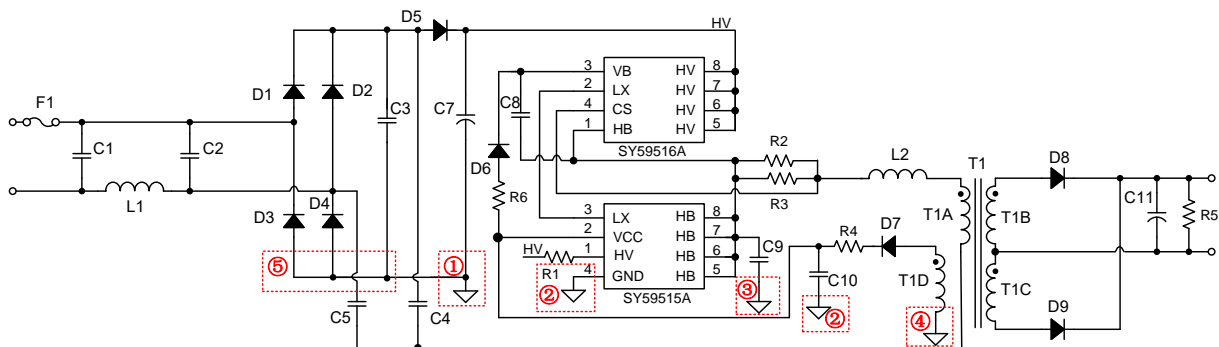 D5
HV
D1
D2
C3
C7
C8
3 VB HV 8
2 LX HV 7
4 CS HV 6
1 HB HV 5
SY59516A
F1
C1
C2
L1
D3
D4
D6
R6
R2
R3
L2
T1
T1A
T1B
D8
C11
R5
3 LX HB 8
2 VCC HB 7
HV 1 HV HB 6
R1
4 GND HB 5
SY59515A
C9
R4
D7
C10
T1D
T1C
D9
⑤
①
②
③
②
④
C5
C4